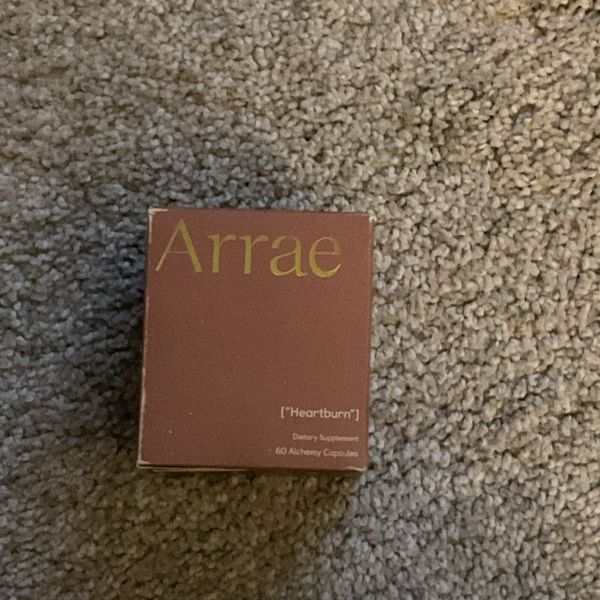 Arrae
["Heartburn"]
Dietary Supplement
60 Alchemy Capsules